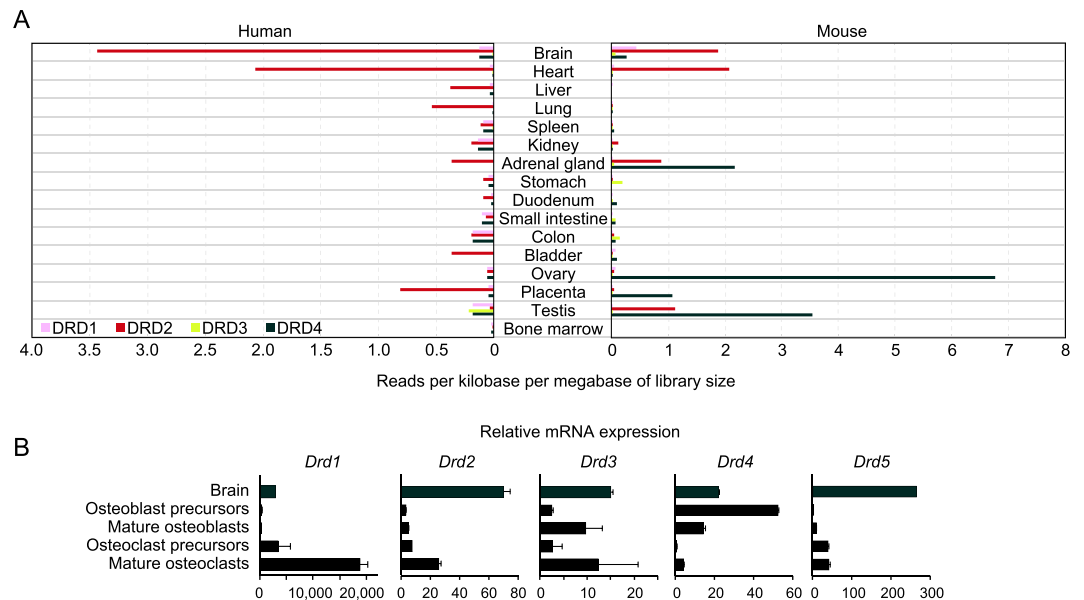 A
Human
Mouse
Brain
Heart
Liver
Lung
Spleen
Kidney
Adrenal gland
Stomach
Duodenum
Small intestine
Colon
Bladder
Ovary
Placenta
Testis
Bone marrow
DRD1 DRD2 DRD3 DRD4
4.0 3.5 3.0 2.5 2.0 1.5 1.0 0.5 0 0 1 2 3 4 5 6 7 8
Reads per kilobase per megabase of library size
B
Relative mRNA expression
Drd1 Drd2 Drd3 Drd4 Drd5
Brain
Osteoblast precursors
Mature osteoblasts
Osteoclast precursors
Mature osteoclasts
0 10,000 20,000 0 20 40 60 80 0 10 20 0 20 40 60 0 100 200 300